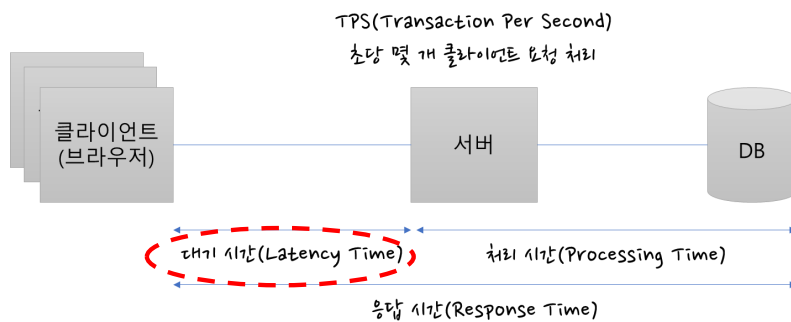 TPS(Transaction Per Second)
초당 몇 개 클라이언트 요청 처리
클라이언트
(브라우저)
서버
DB
대기 시간(Latency Time)
처리 시간(Processing Time)
응답 시간(Response Time)